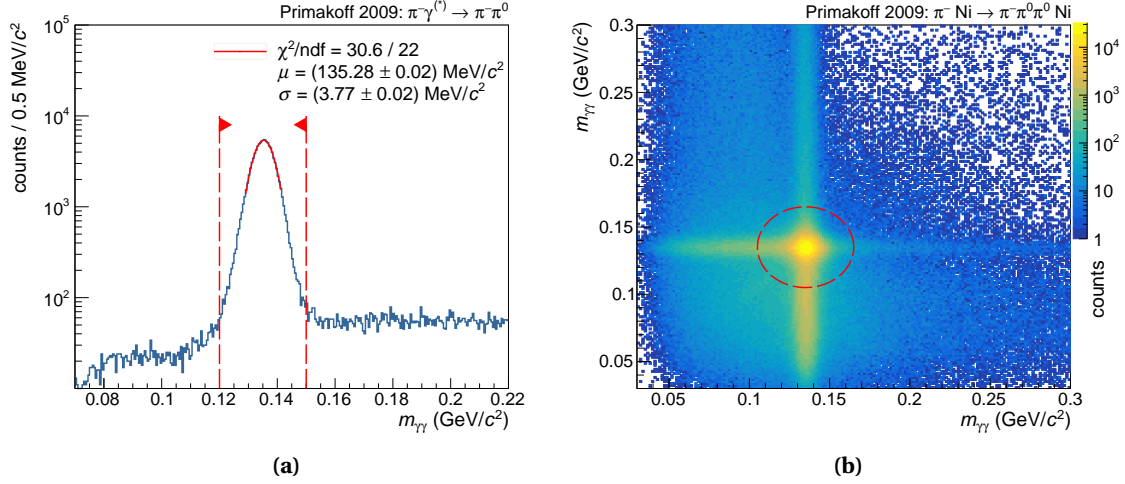 Primakoff 2009: π⁻γ⁽*⁾ → π⁻π⁰
χ²/ndf = 30.6 / 22
μ = (135.28 ± 0.02) MeV/c²
σ = (3.77 ± 0.02) MeV/c²
counts / 0.5 MeV/c²
10⁵
10⁴
10³
10²
0.08 0.1 0.12 0.14 0.16 0.18 0.2 0.22
m_γγ (GeV/c²)
(a)
Primakoff 2009: π⁻ Ni → π⁻π⁰π⁰ Ni
m_γγ (GeV/c²)
0.3
0.25
0.2
0.15
0.1
0.05
0.05 0.1 0.15 0.2 0.25 0.3
m_γγ (GeV/c²)
10⁴
10³
10²
10
1
counts
(b)